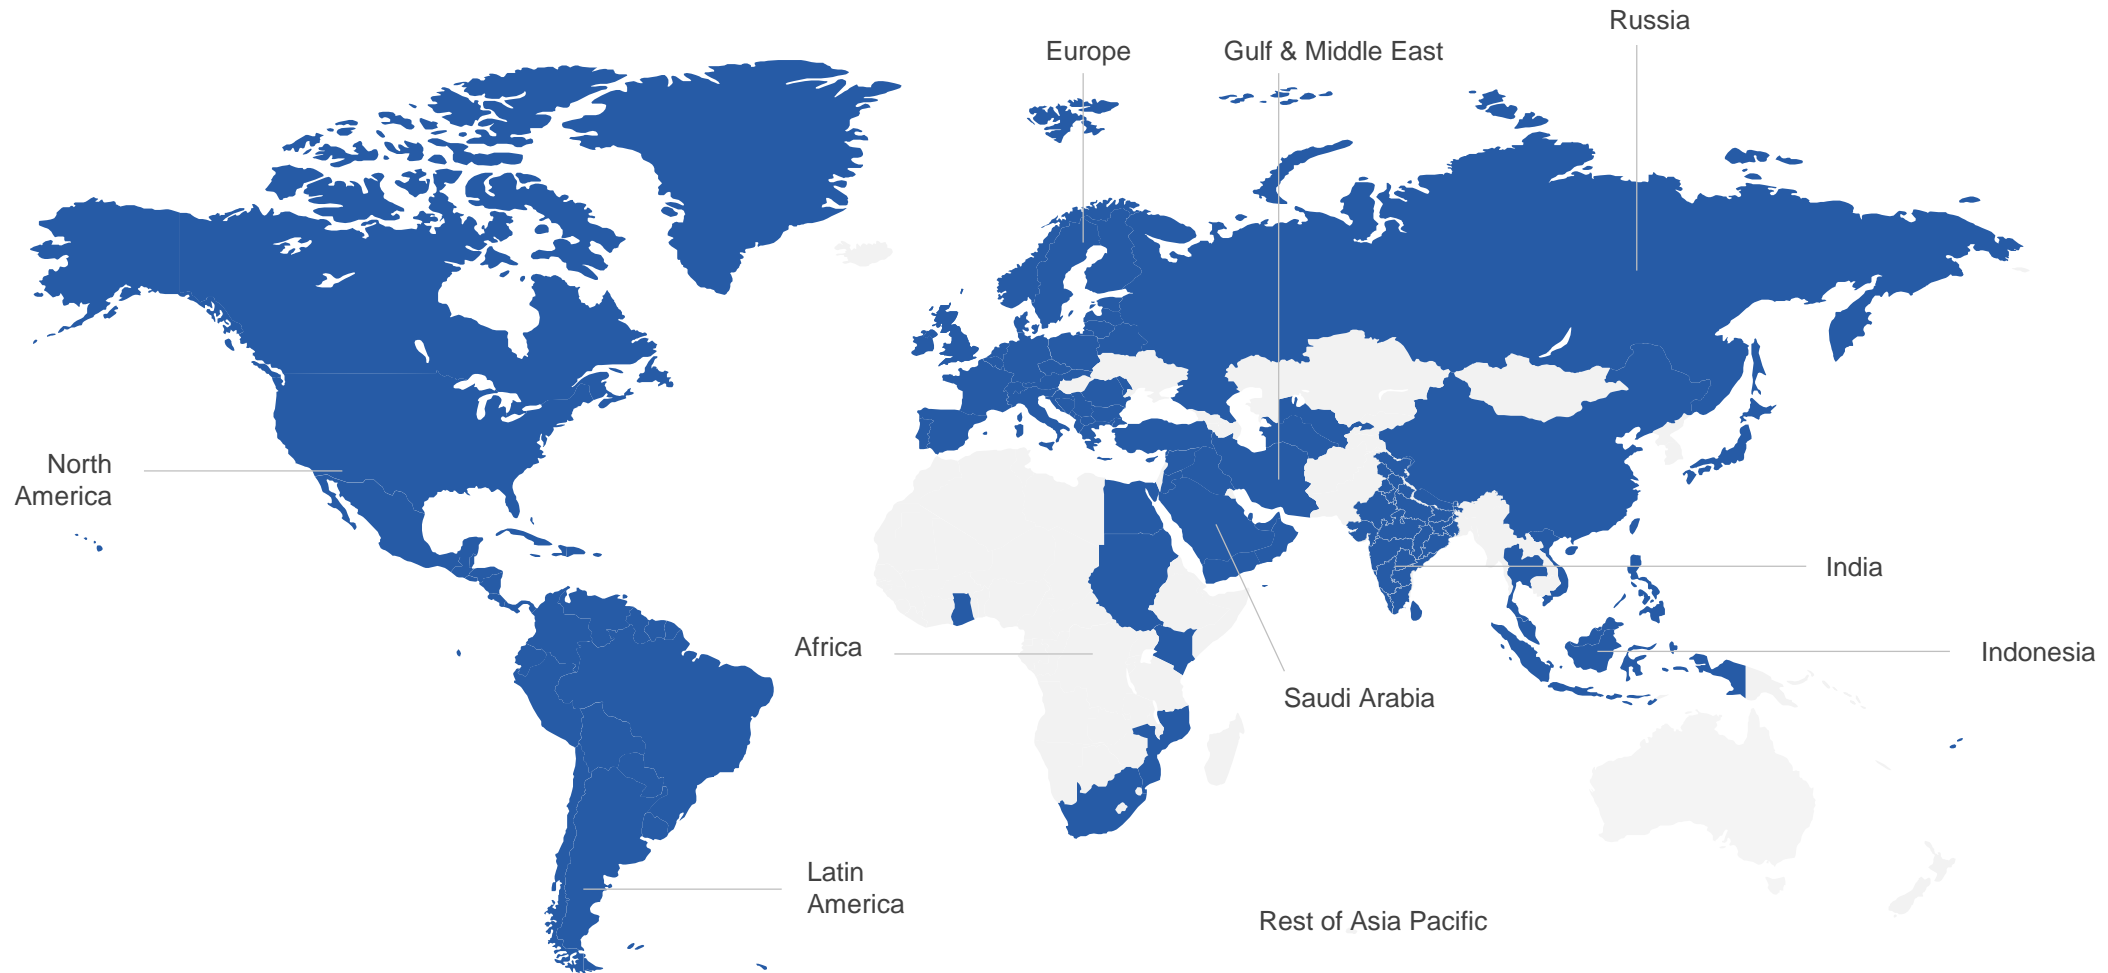 Russia
Europe
Gulf & Middle East
North
America
India
Africa
Indonesia
Saudi Arabia
Latin
America
Rest of Asia Pacific